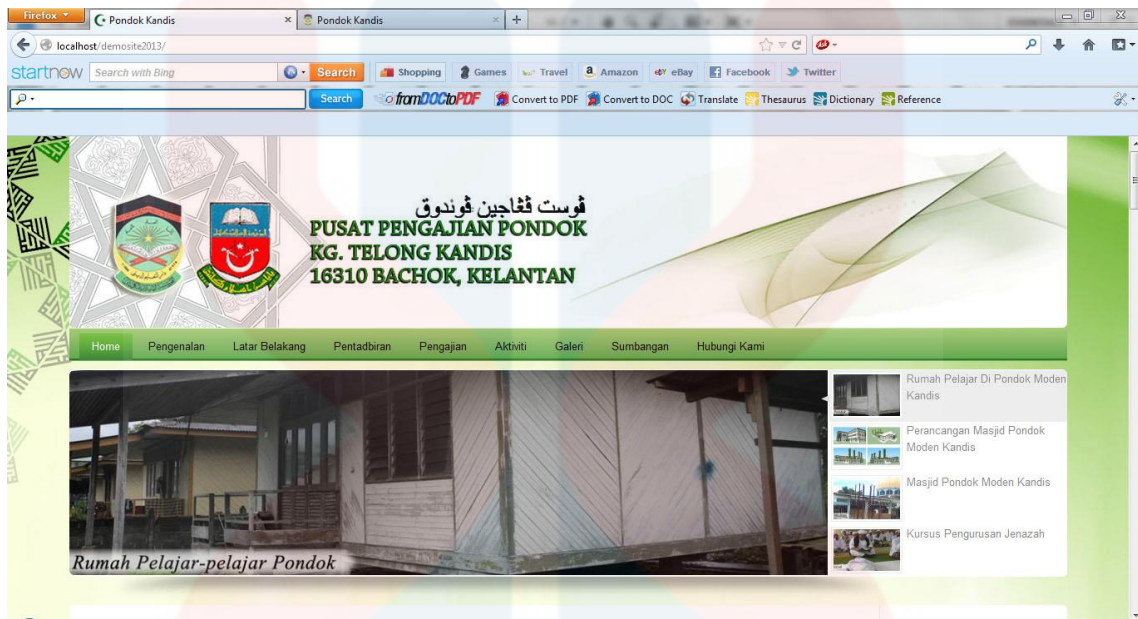 Firefox
Pondok Kandis
Pondok Kandis
localhost/demosite2013/
startnow
Search with Bing
Search
Shopping
Games
Travel
Amazon
eBay
Facebook
Twitter
Search
fromDOCtoPDF
Convert to PDF
Convert to DOC
Translate
Thesaurus
Dictionary
Reference
ڤوست ڤڠاجين ڤوندوق
PUSAT PENGAJIAN PONDOK
KG. TELONG KANDIS
16310 BACHOK, KELANTAN
Home
Pengenalan
Latar Belakang
Pentadbiran
Pengajian
Aktiviti
Galeri
Sumbangan
Hubungi Kami
Rumah Pelajar-pelajar Pondok
Rumah Pelajar Di Pondok Moden
Kandis
Perancangan Masjid Pondok
Moden Kandis
Masjid Pondok Moden Kandis
Kursus Pengurusan Jenazah